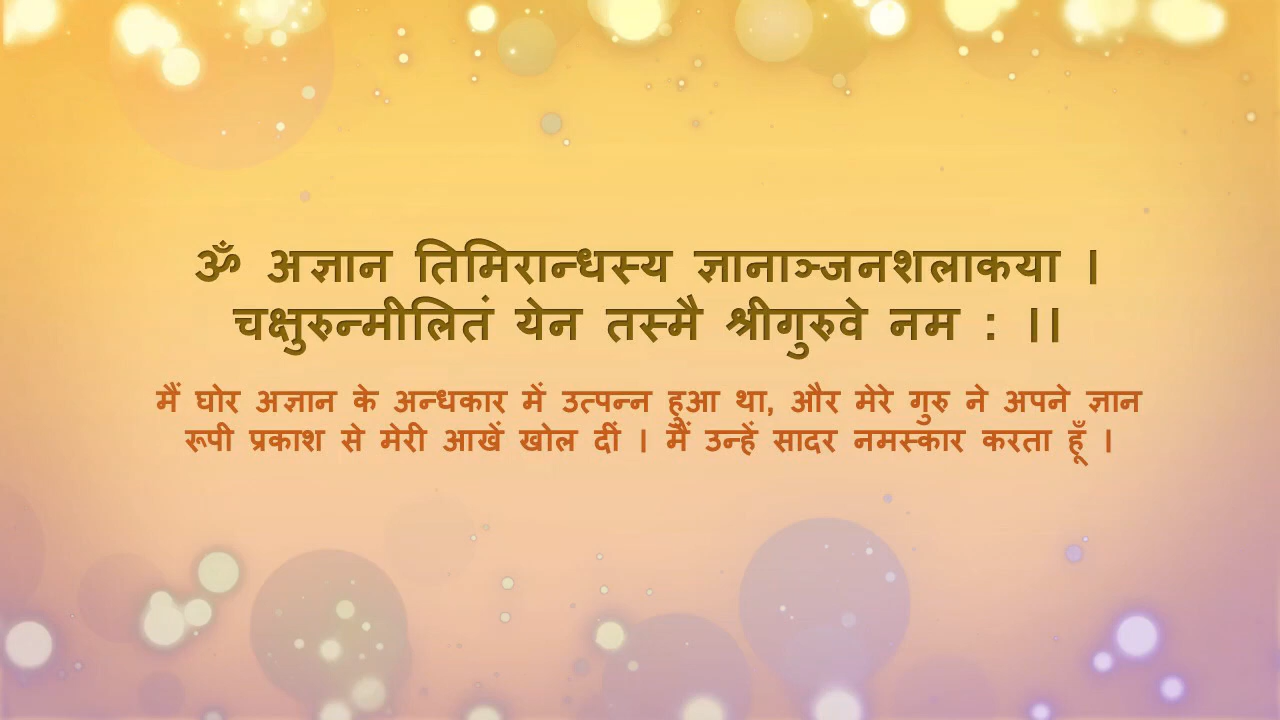 ॐ अज्ञान तिमिरान्धस्य ज्ञानाञ्जनशलाकया ।
चक्षुरुन्मीलितं येन तस्मै श्रीगुरुवे नम : ।।
मैं घोर अज्ञान के अन्धकार में उत्पन्न हुआ था, और मेरे गुरु ने अपने ज्ञान
रूपी प्रकाश से मेरी आखें खोल दीं । मैं उन्हें सादर नमस्कार करता हूँ ।